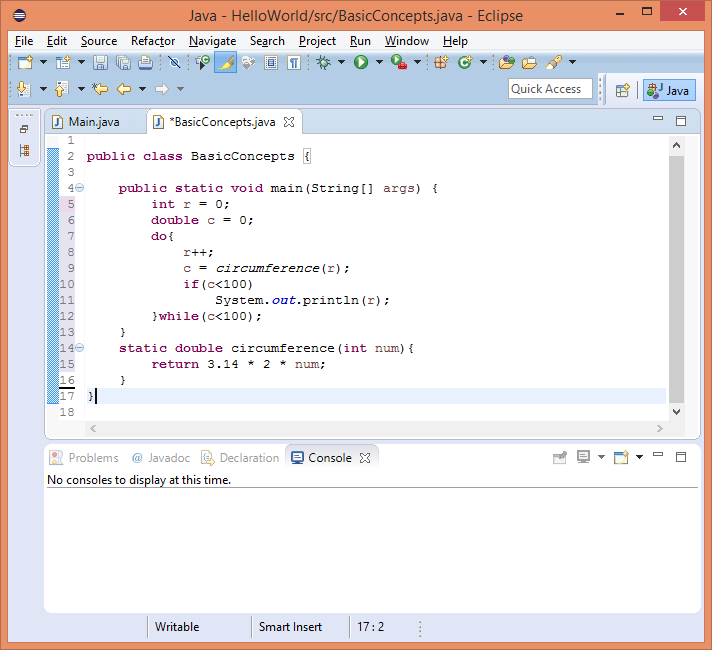 Java - HelloWorld/src/BasicConcepts.java - Eclipse
File Edit Source Refactor Navigate Search Project Run Window Help
Quick Access
Java
Main.java *BasicConcepts.java
1
2 public class BasicConcepts {
3
4 public static void main(String[] args) {
5 int r = 0;
6 double c = 0;
7 do{
8 r++;
9 c = circumference(r);
10 if(c<100)
11 System.out.println(r);
12 }while(c<100);
13 }
14 static double circumference(int num){
15 return 3.14 * 2 * num;
16 }
17 }
18
Problems @ Javadoc Declaration Console
No consoles to display at this time.
Writable Smart Insert 17 : 2